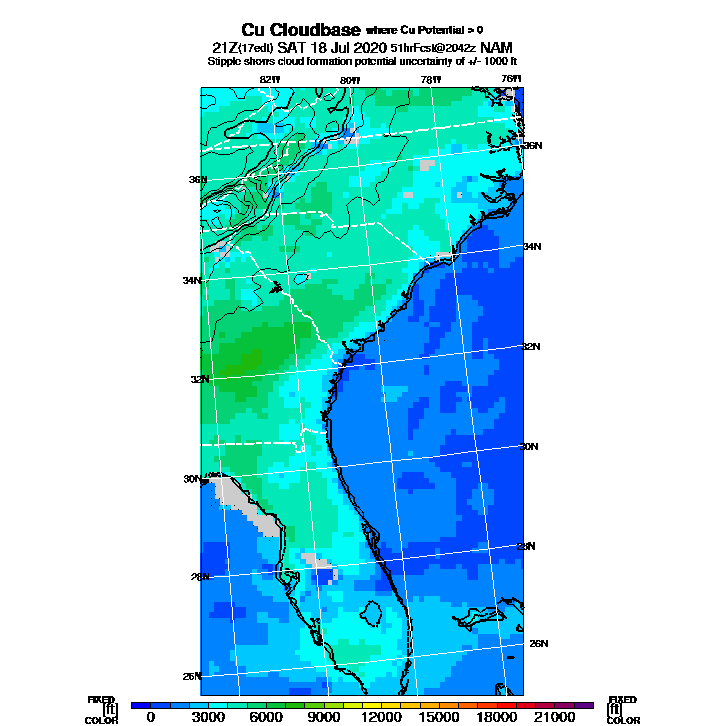 Cu Cloudbase where Cu Potential > 0
21Z(17edt) SAT 18 Jul 2020 51hrFcst@2042z NAM
Stipple shows cloud formation potential uncertainty of +/- 1000 ft
82W 80W 78W 76W
36N
36N
34N
34N
32N
32N
30N
30N
28N
28N
26N
26N
FIXED FIXED
[ft] [ft]
COLOR COLOR
0 3000 6000 9000 12000 15000 18000 21000